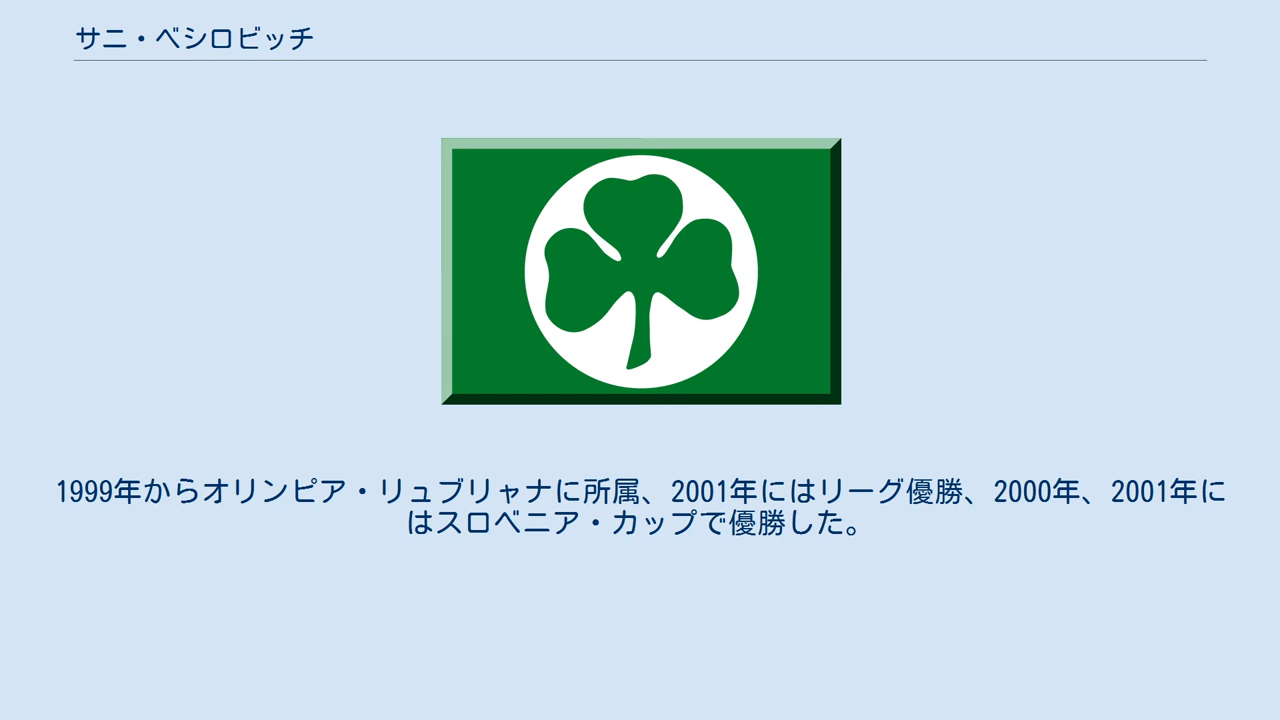 サニ・ベシロビッチ
1999年からオリンピア・リュブリャナに所属、2001年にはリーグ優勝、2000年、2001年に
はスロベニア・カップで優勝した。